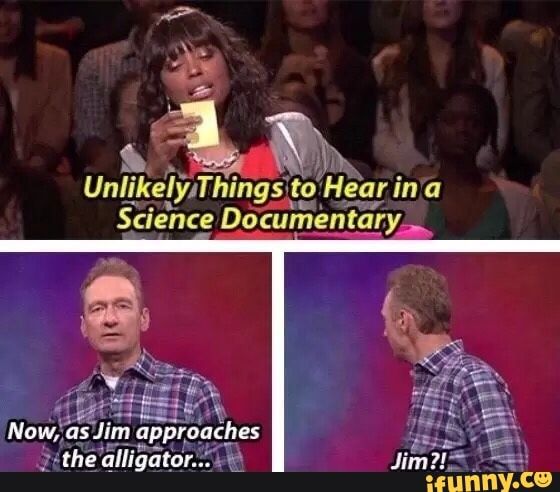 Unlikely Things to Hear in a
Science Documentary
Now, as Jim approaches
the alligator...
Jim?!
ifunny.co